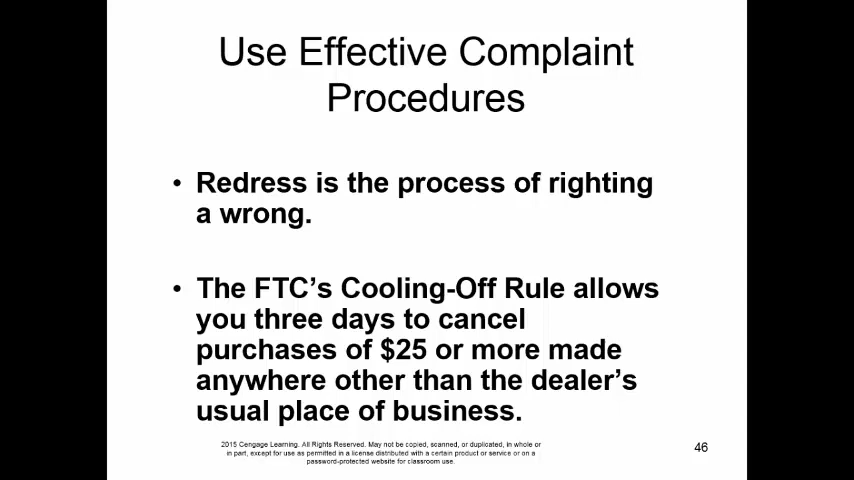 Use Effective Complaint
Procedures
• Redress is the process of righting
a wrong.
• The FTC’s Cooling-Off Rule allows
you three days to cancel
purchases of $25 or more made
anywhere other than the dealer’s
usual place of business.
2015 Cengage Learning. All Rights Reserved. May not be copied, scanned, or duplicated, in whole or
in part, except for use as permitted in a license distributed with a certain product or service or on a
password-protected website for classroom use.
46